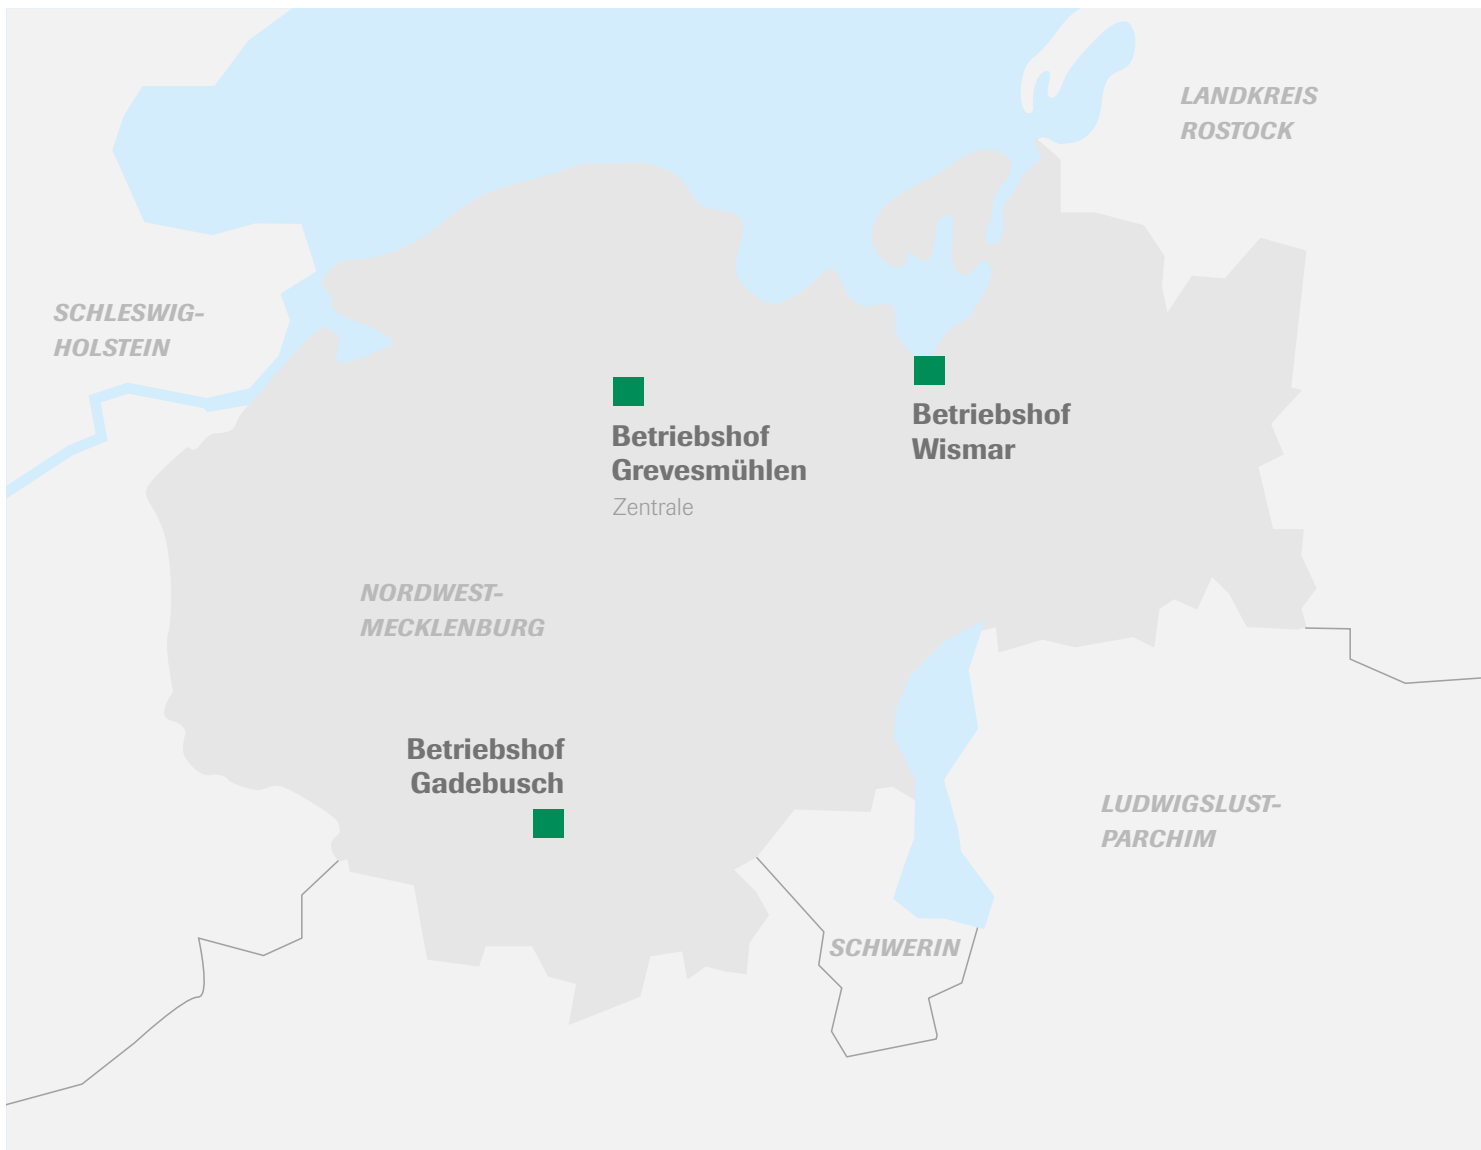 LANDKREIS
ROSTOCK
SCHLESWIG-
HOLSTEIN
Betriebshof
Grevesmühlen
Zentrale
Betriebshof
Wismar
NORDWEST-
MECKLENBURG
Betriebshof
Gadebusch
LUDWIGSLUST-
PARCHIM
SCHWERIN